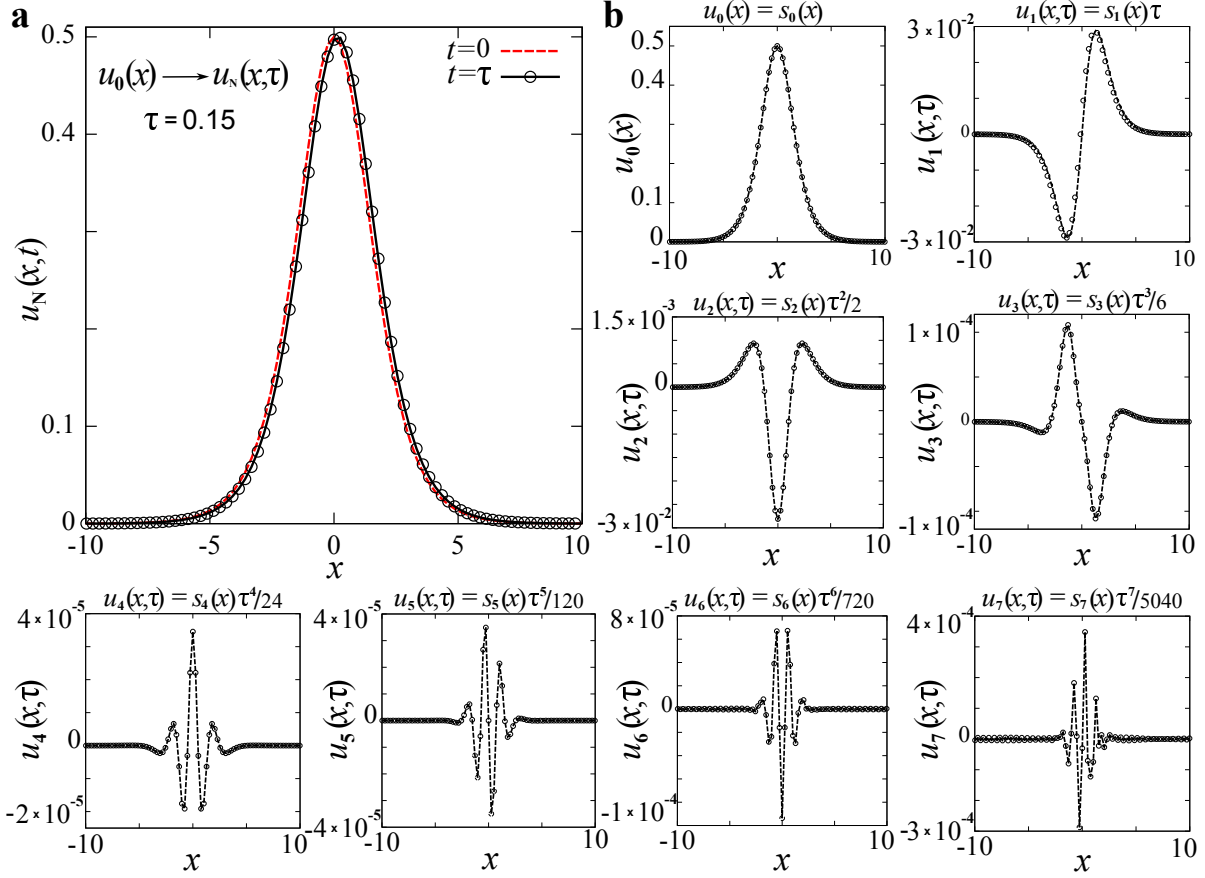 a
u₀(x) ⟶ u_N(x,τ)
τ = 0.15
t=0
t=τ
0.5
0.4
0.1
0
u_N(x,t)
-10
-5
0
5
10
x
b
u₀(x) = s₀(x)
0.5
0.4
0.1
0
u₀(x)
-10
10
x
u₁(x,τ) = s₁(x)τ
3×10⁻²
0
-3×10⁻²
u₁(x,τ)
-10
10
x
u₂(x,τ) = s₂(x)τ²/2
1.5×10⁻³
0
-3×10⁻²
u₂(x,τ)
-10
10
x
u₃(x,τ) = s₃(x)τ³/6
1×10⁻⁴
0
-1×10⁻⁴
u₃(x,τ)
-10
10
x
u₄(x,τ) = s₄(x)τ⁴/24
4×10⁻⁵
0
-2×10⁻⁵
u₄(x,τ)
-10
10
x
u₅(x,τ) = s₅(x)τ⁵/120
4×10⁻⁵
0
-4×10⁻⁵
u₅(x,τ)
-10
10
x
u₆(x,τ) = s₆(x)τ⁶/720
8×10⁻⁵
0
-1×10⁻⁴
u₆(x,τ)
-10
10
x
u₇(x,τ) = s₇(x)τ⁷/5040
4×10⁻⁴
0
-3×10⁻⁴
u₇(x,τ)
-10
10
x